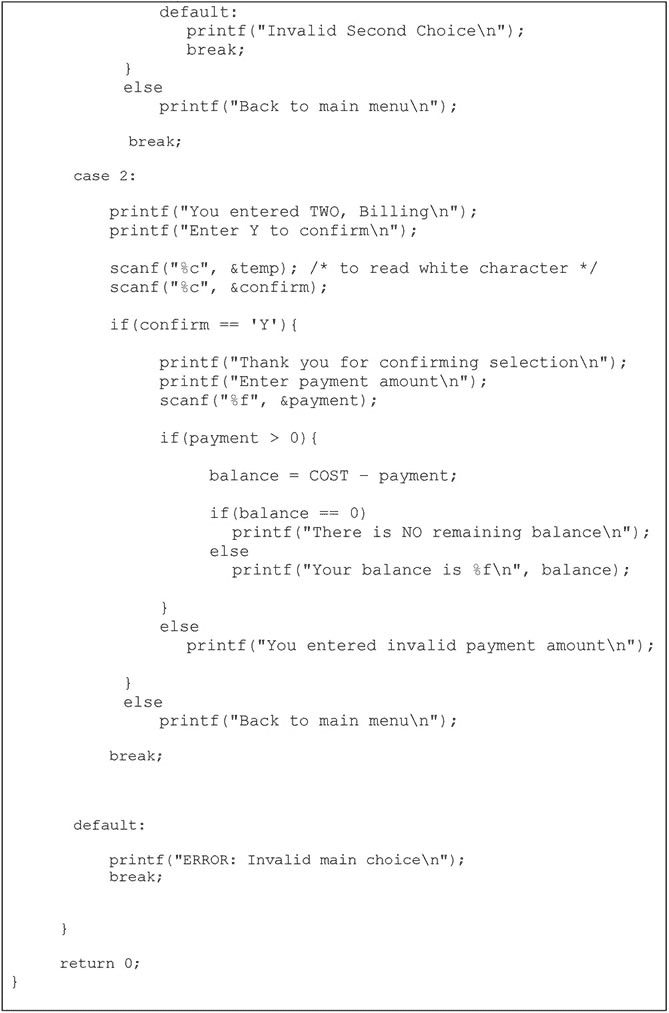 default:
printf("Invalid Second Choice\n");
break;
}
else
printf("Back to main menu\n");
break;
case 2:
printf("You entered TWO, Billing\n");
printf("Enter Y to confirm\n");
scanf("%c", &temp); /* to read white character */
scanf("%c", &confirm);
if(confirm == 'Y'){
printf("Thank you for confirming selection\n");
printf("Enter payment amount\n");
scanf("%f", &payment);
if(payment > 0){
balance = COST – payment;
if(balance == 0)
printf("There is NO remaining balance\n");
else
printf("Your balance is %f\n", balance);
}
else
printf("You entered invalid payment amount\n");
}
else
printf("Back to main menu\n");
break;
default:
printf("ERROR: Invalid main choice\n");
break;
}
return 0;
}